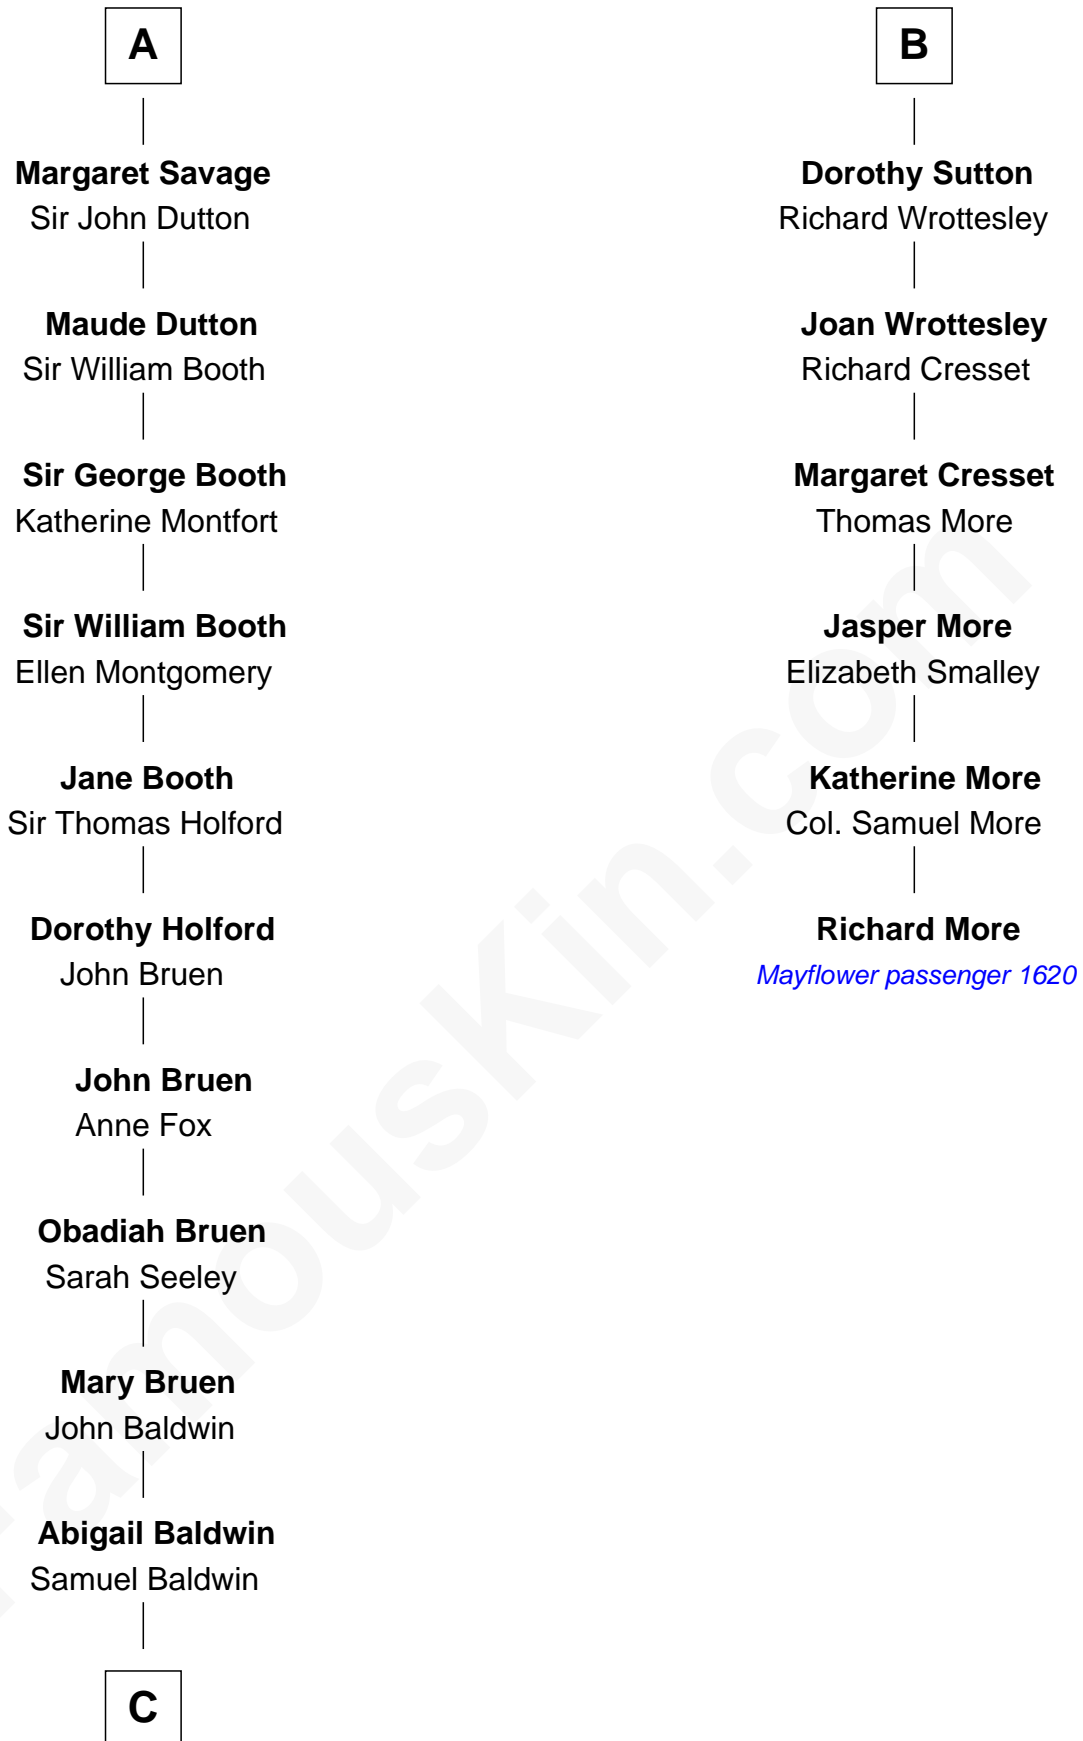 A
Margaret Savage
Sir John Dutton
Maude Dutton
Sir William Booth
Sir George Booth
Katherine Montfort
Sir William Booth
Ellen Montgomery
Jane Booth
Sir Thomas Holford
Dorothy Holford
John Bruen
John Bruen
Anne Fox
Obadiah Bruen
Sarah Seeley
Mary Bruen
John Baldwin
Abigail Baldwin
Samuel Baldwin
C
B
Dorothy Sutton
Richard Wrottesley
Joan Wrottesley
Richard Cresset
Margaret Cresset
Thomas More
Jasper More
Elizabeth Smalley
Katherine More
Col. Samuel More
Richard More
Mayflower passenger 1620
FamousKin.com